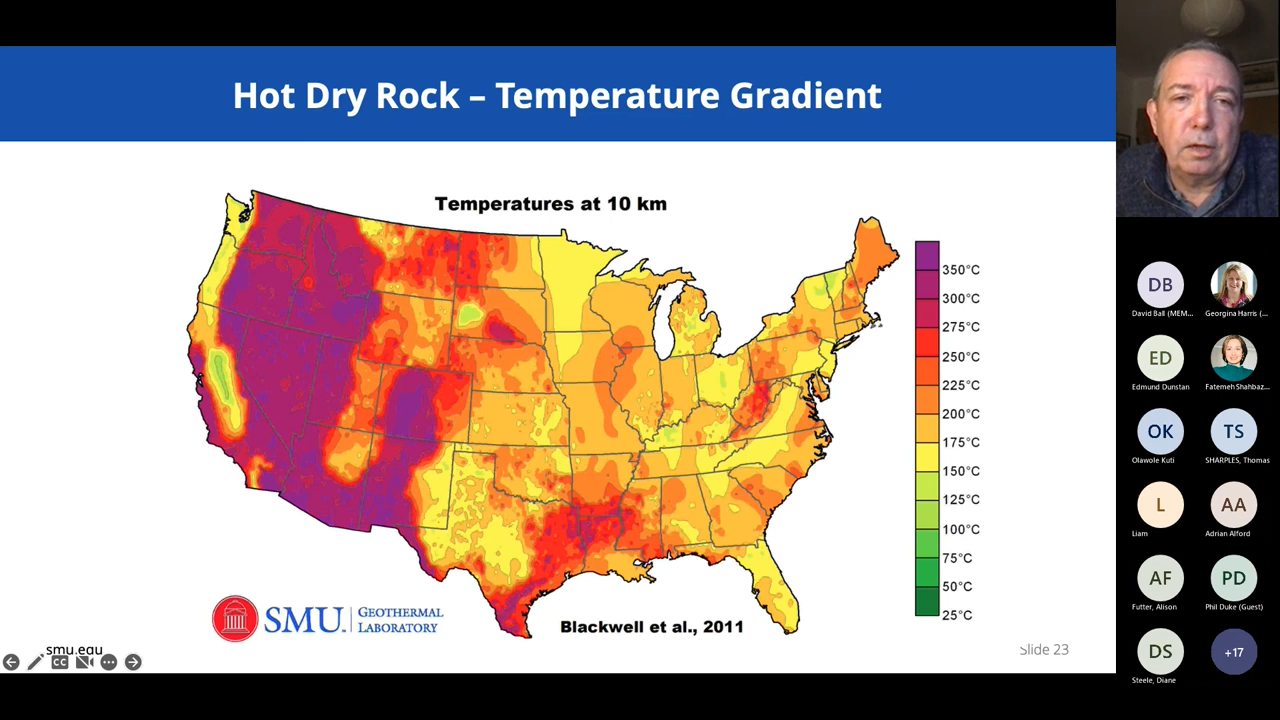 Hot Dry Rock – Temperature Gradient
Temperatures at 10 km
350°C
300°C
275°C
250°C
225°C
200°C
175°C
150°C
125°C
100°C
75°C
50°C
25°C
SMU. GEOTHERMAL
LABORATORY
Blackwell et al., 2011
smu.edu
Slide 23
CC
DB
David Ball (MEM...
Georgina Harris (...
ED
Edmund Dunstan
Fatemeh Shahbaz...
OK
TS
Olawole Kuti
SHARPLES, Thomas
L
AA
Liam
Adrian Alford
AF
PD
Futter, Alison
Phil Duke (Guest)
DS
+17
Steele, Diane